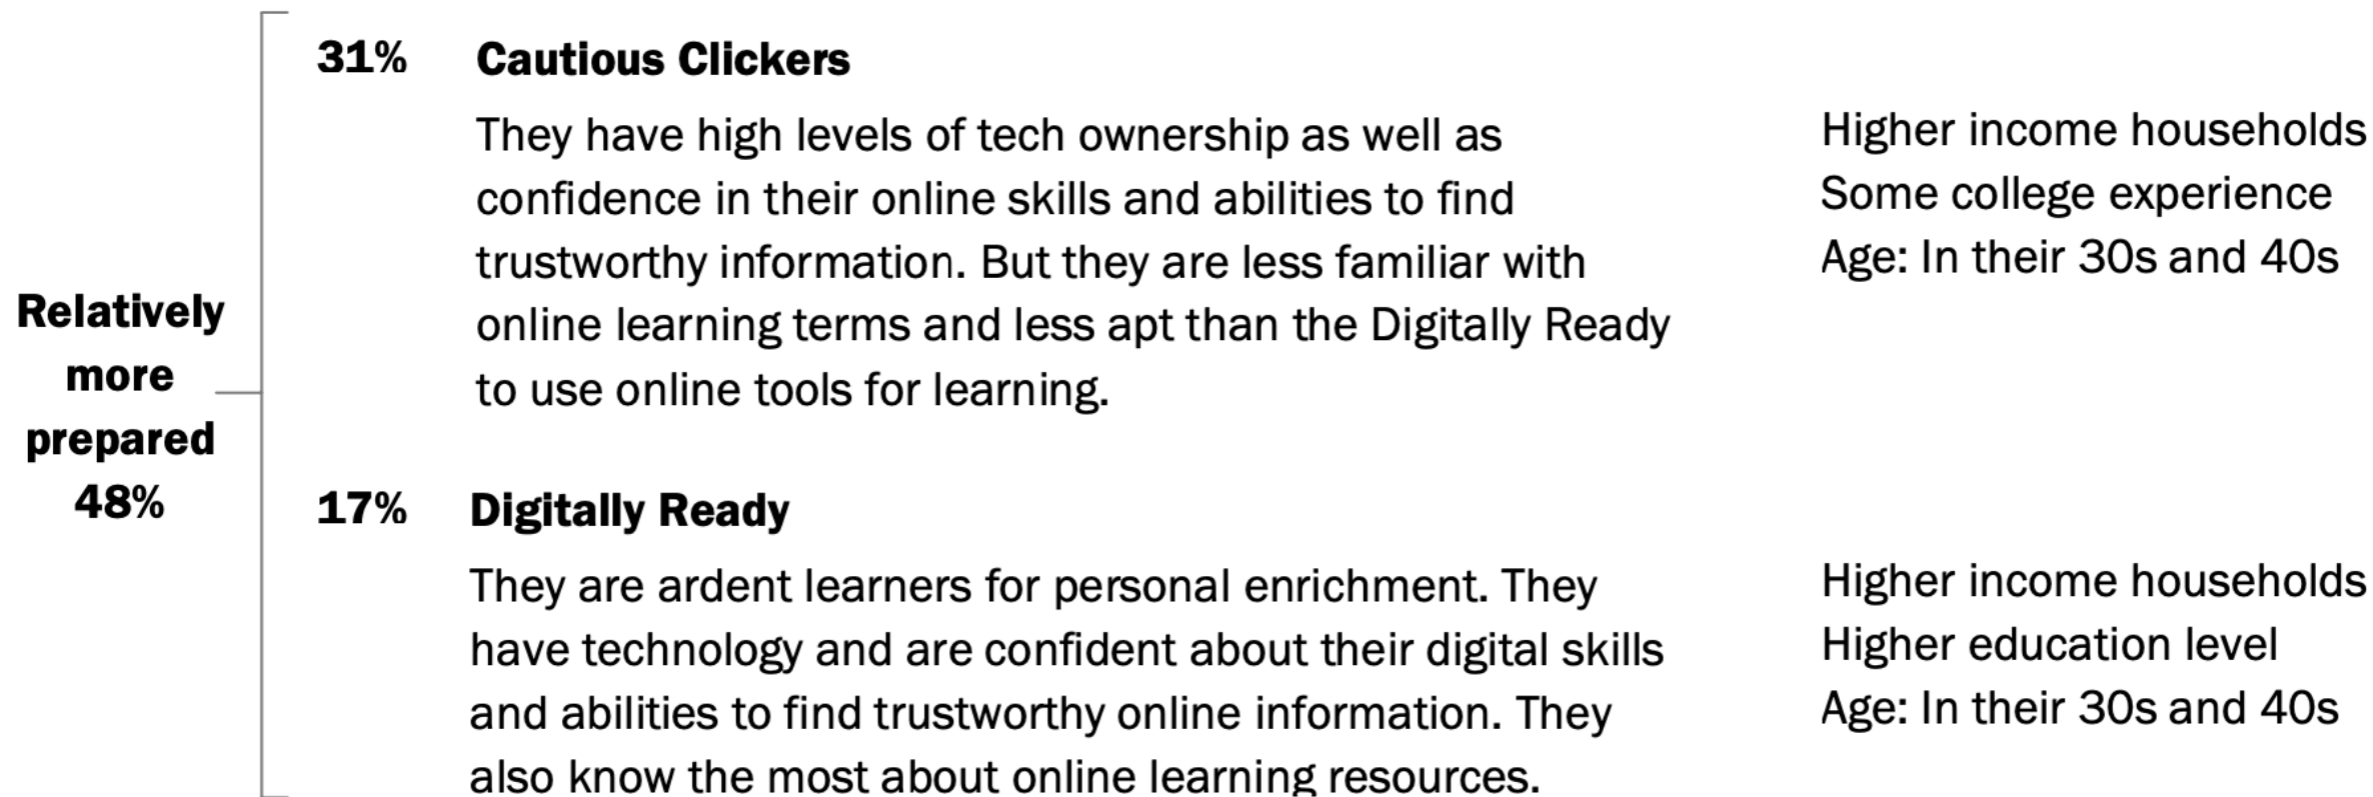 Relatively
more
prepared
48%
31%
Cautious Clickers
They have high levels of tech ownership as well as
confidence in their online skills and abilities to find
trustworthy information. But they are less familiar with
online learning terms and less apt than the Digitally Ready
to use online tools for learning.
Higher income households
Some college experience
Age: In their 30s and 40s
17%
Digitally Ready
They are ardent learners for personal enrichment. They
have technology and are confident about their digital skills
and abilities to find trustworthy online information. They
also know the most about online learning resources.
Higher income households
Higher education level
Age: In their 30s and 40s